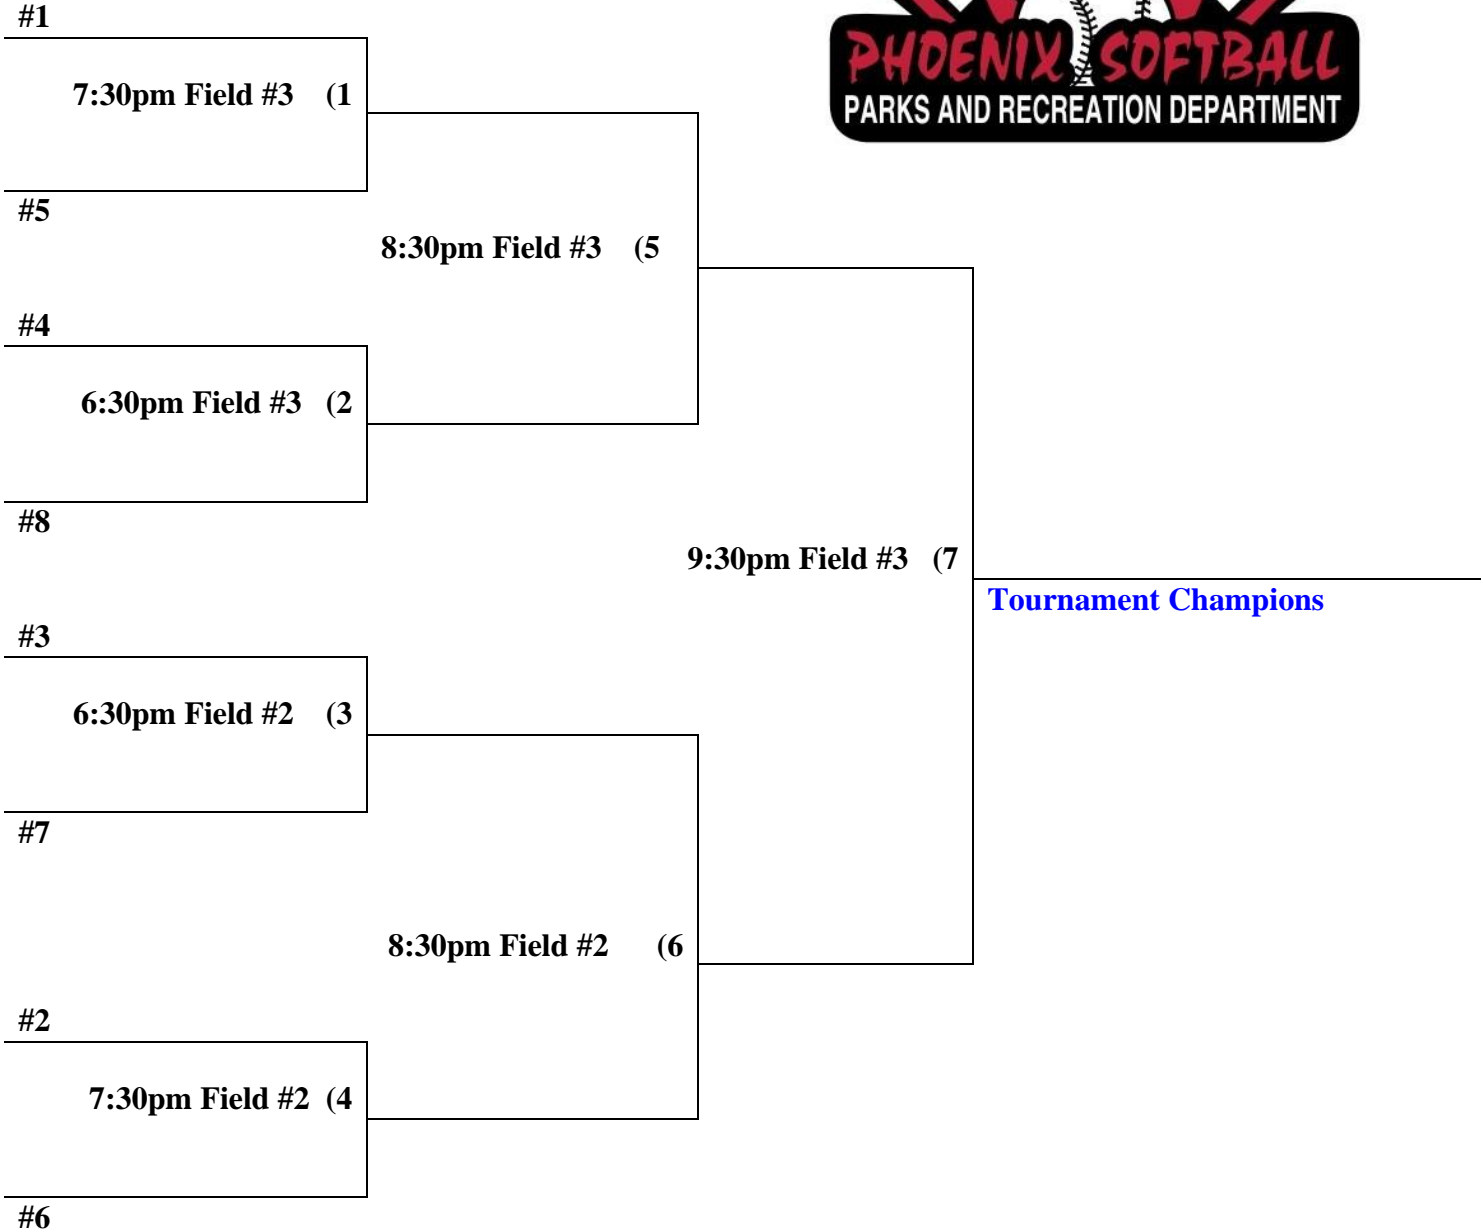 #1
PHOENIX SOFTBALL
PARKS AND RECREATION DEPARTMENT
7:30pm Field #3 (1
#5
8:30pm Field #3 (5
#4
6:30pm Field #3 (2
#8
9:30pm Field #3 (7
Tournament Champions
#3
6:30pm Field #2 (3
#7
8:30pm Field #2 (6
#2
7:30pm Field #2 (4
#6